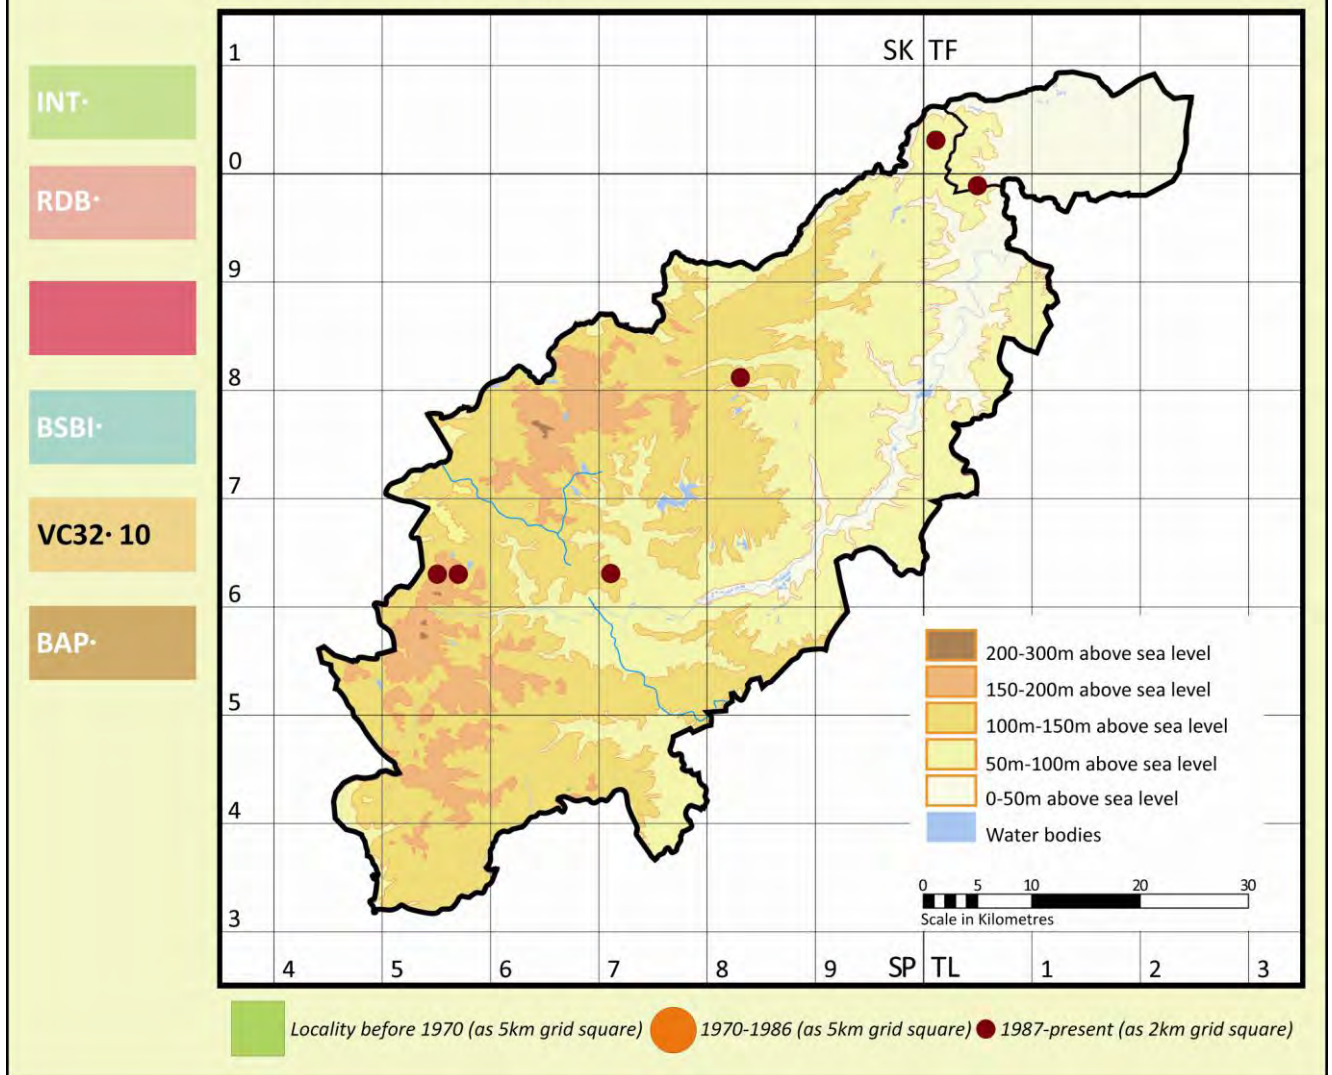 INT·
RDB·
BSBI·
VC32· 10
BAP·
SK TF
1
0
9
8
7
6
5
4
3
4 5 6 7 8 9 SP TL 1 2 3
200-300m above sea level
150-200m above sea level
100m-150m above sea level
50m-100m above sea level
0-50m above sea level
Water bodies
0 5 10 20 30
Scale in Kilometres
Locality before 1970 (as 5km grid square) 1970-1986 (as 5km grid square) 1987-present (as 2km grid square)